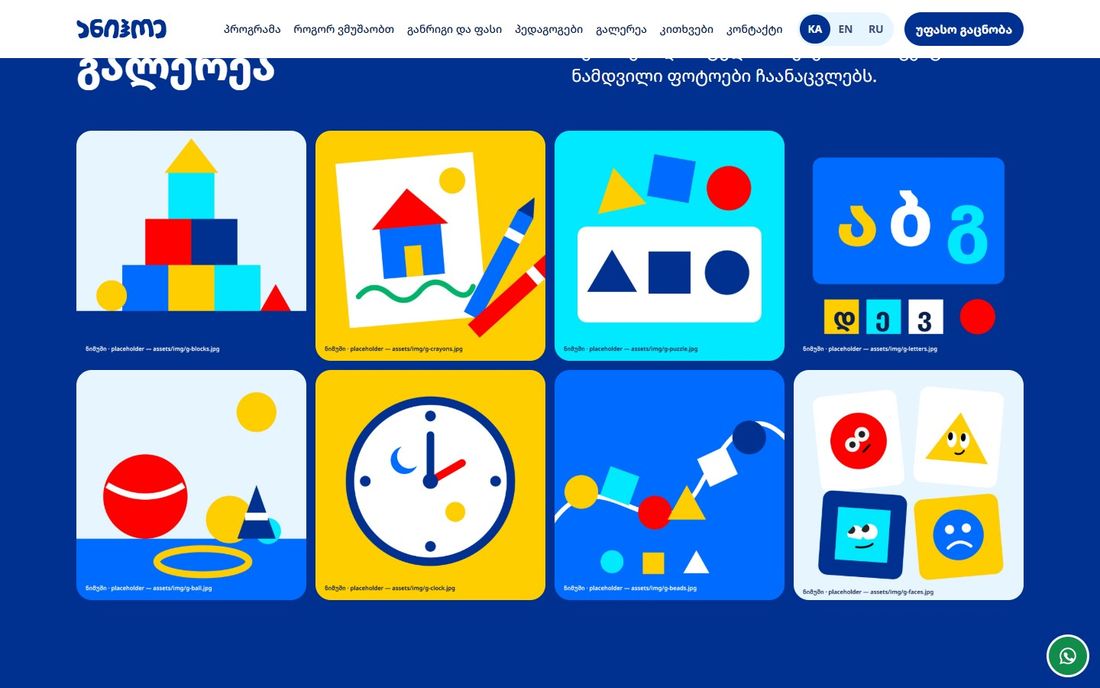 ანიჰოუ
პროგრამა როგორ ვმუშაობთ განრიგი და ფასი პედაგოგები გალერეა კითხვები კონტაქტი KA EN RU უფასო გაცნობა
გალერეა
ნამდვილი ფოტოები ჩაანაცვლებს.
ა ბ გ
დ ე ვ
ნიმუში · placeholder — assets/img/g-blocks.jpg
ნიმუში · placeholder — assets/img/g-crayons.jpg
ნიმუში · placeholder — assets/img/g-puzzle.jpg
ნიმუში · placeholder — assets/img/g-letters.jpg
ნიმუში · placeholder — assets/img/g-ball.jpg
ნიმუში · placeholder — assets/img/g-clock.jpg
ნიმუში · placeholder — assets/img/g-beads.jpg
ნიმუში · placeholder — assets/img/g-faces.jpg